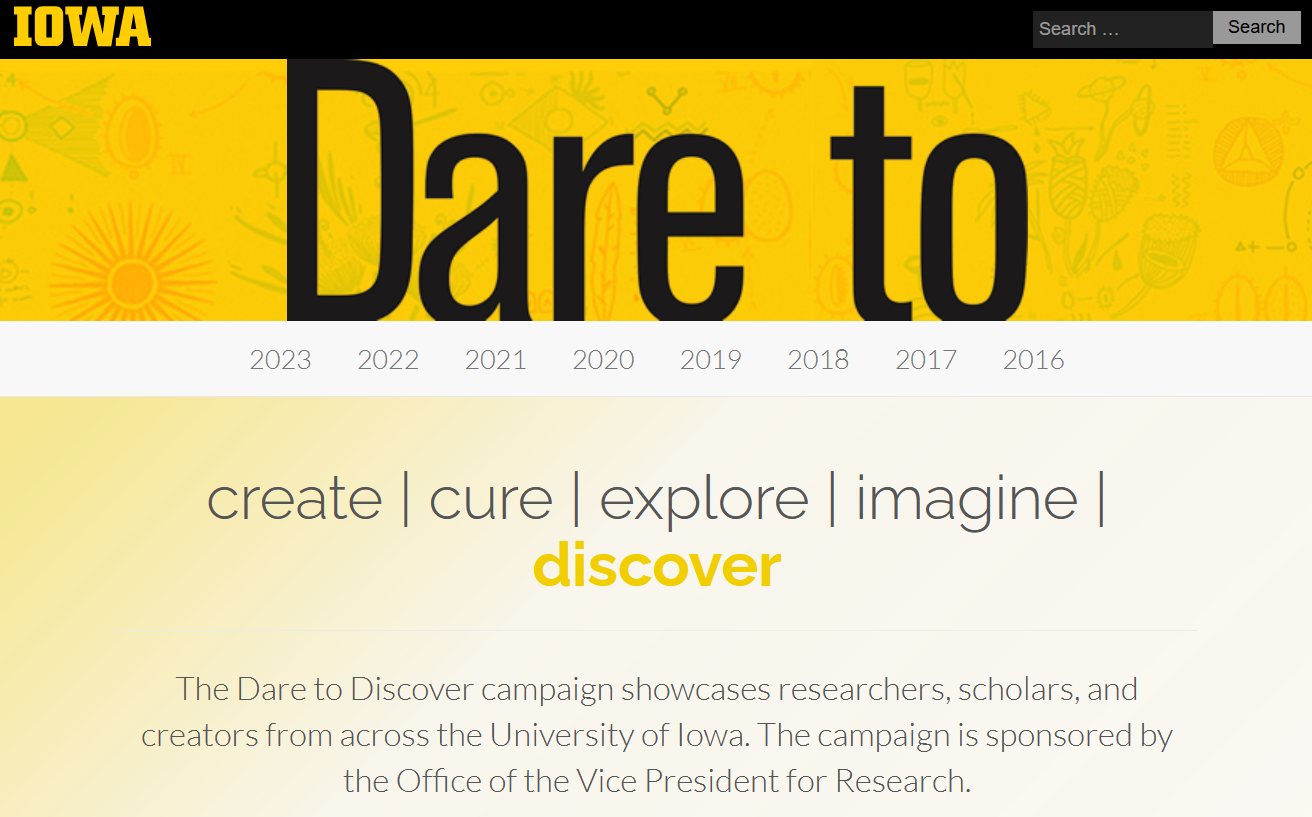 IOWA
Search …
Search
Dare to
2023 2022 2021 2020 2019 2018 2017 2016
create | cure | explore | imagine |
discover
The Dare to Discover campaign showcases researchers, scholars, and
creators from across the University of Iowa. The campaign is sponsored by
the Office of the Vice President for Research.